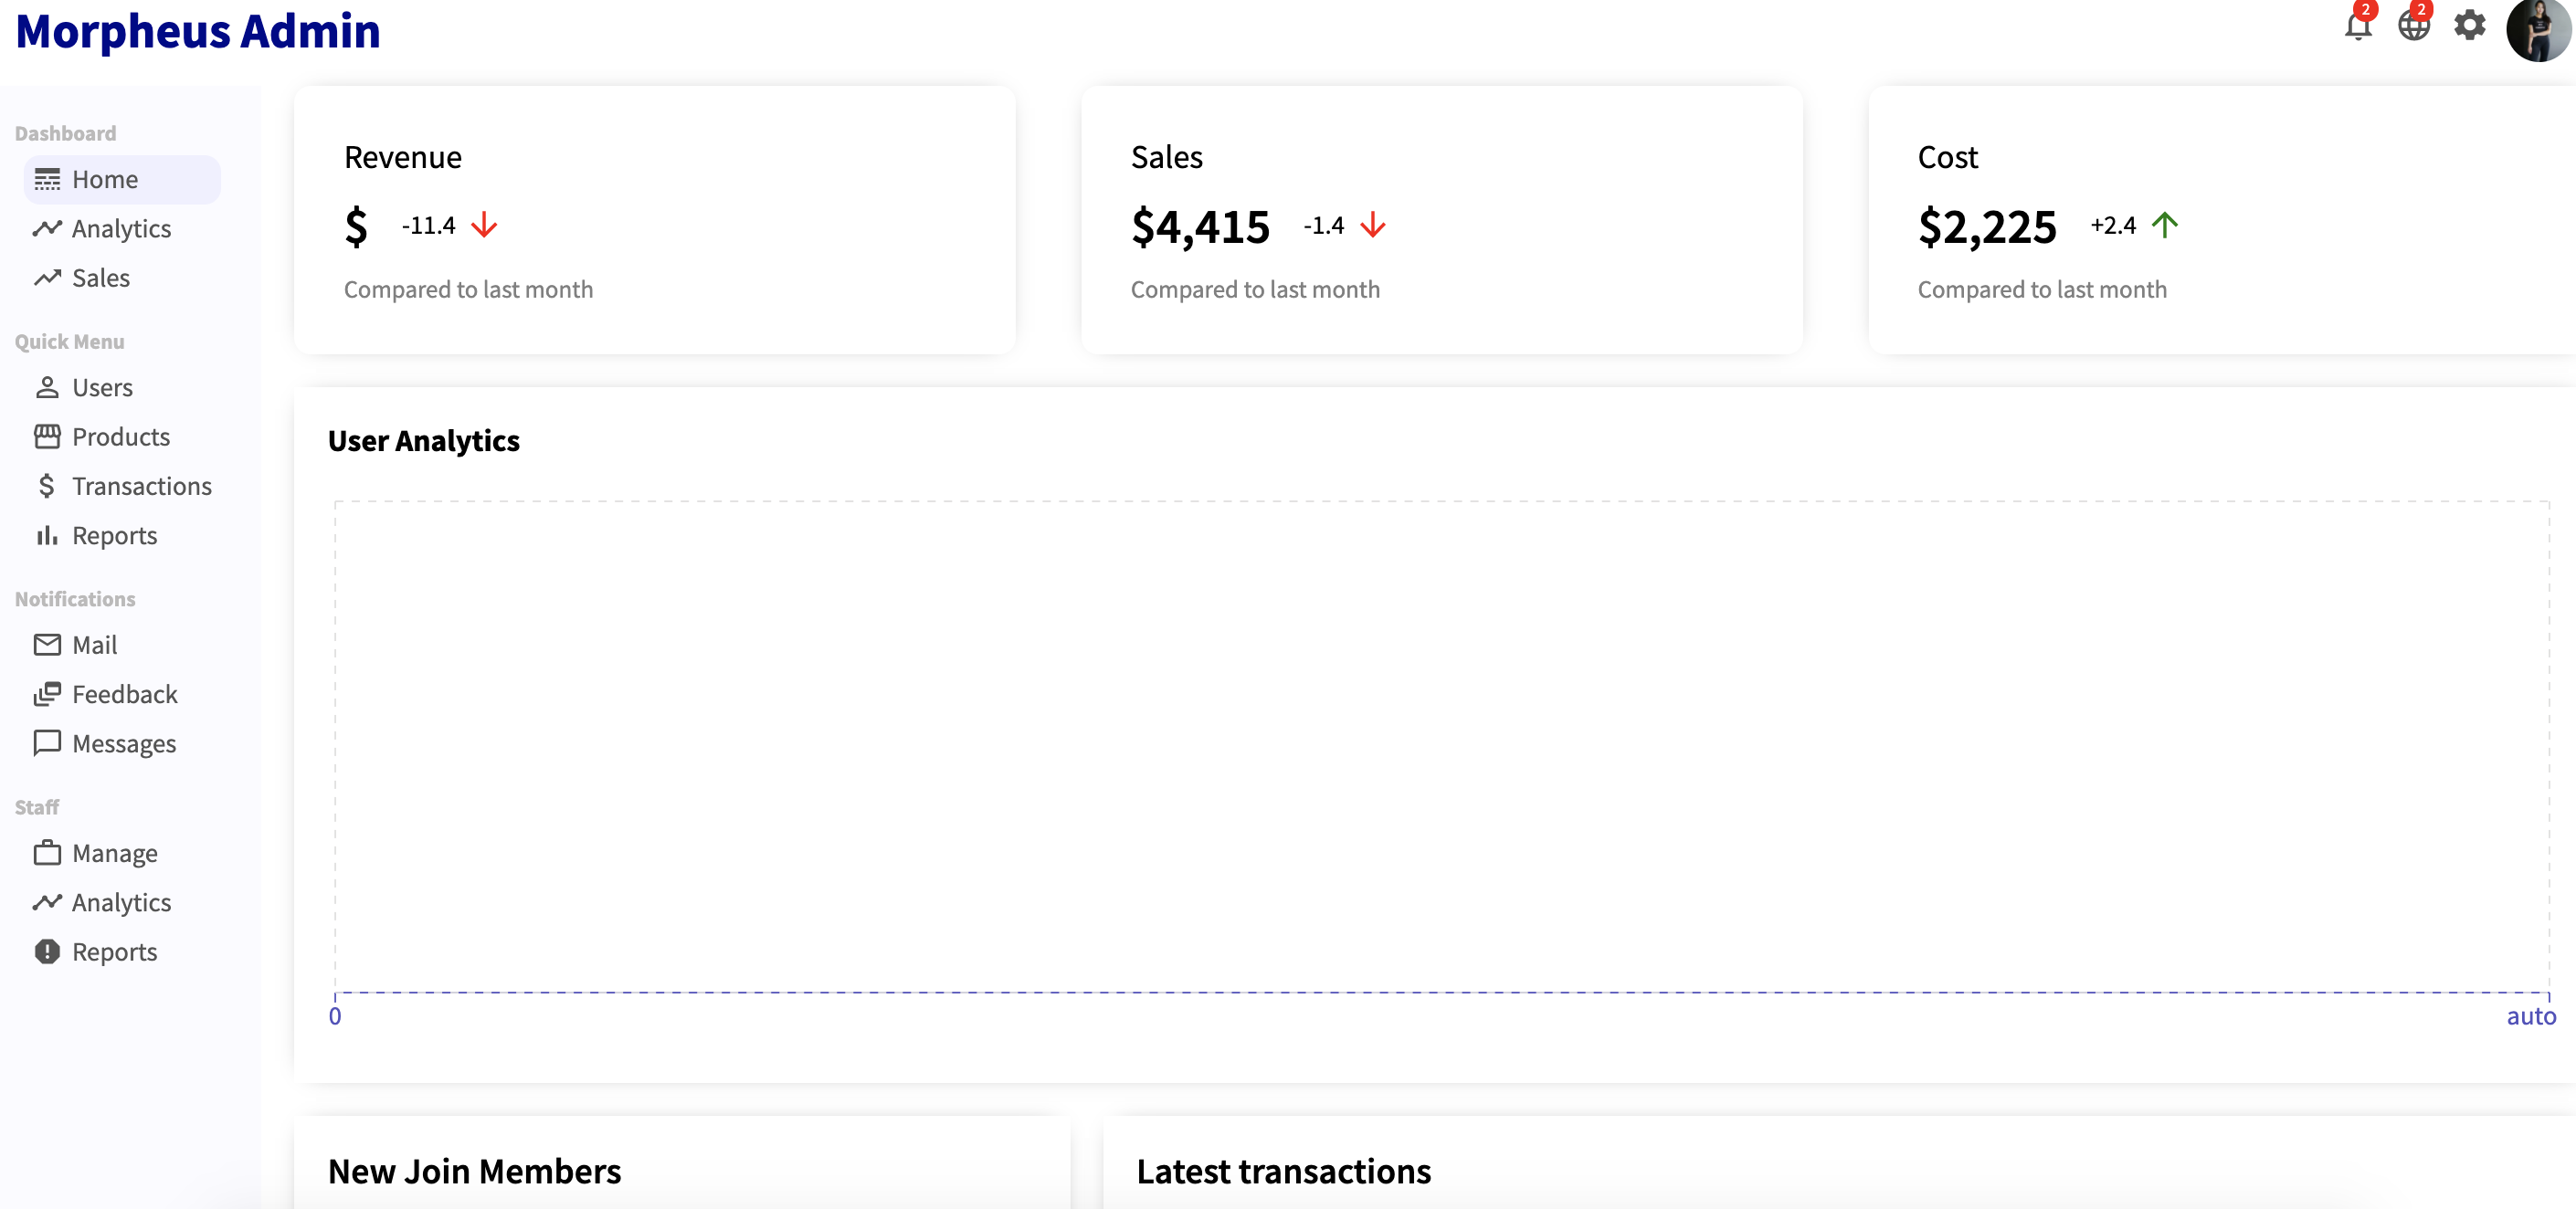 Morpheus Admin
2
2
Dashboard
Home
Analytics
Sales
Quick Menu
Users
Products
$ Transactions
Reports
Notifications
Mail
Feedback
Messages
Staff
Manage
Analytics
Reports
Revenue
$ -11.4
Compared to last month
Sales
$4,415 -1.4
Compared to last month
Cost
$2,225 +2.4
Compared to last month
User Analytics
0 auto
New Join Members
Latest transactions